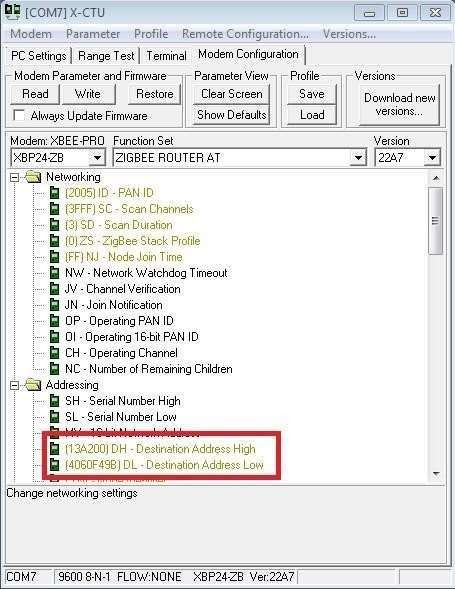 [COM7] X-CTU
Modem Parameter Profile Remote Configuration... Versions...
PC Settings Range Test Terminal Modem Configuration
Modem Parameter and Firmware Parameter View Profile Versions
Read Write Restore Clear Screen Save Download new versions...
Always Update Firmware Show Defaults Load
Modem: XBEE-PRO Function Set Version
XBP24-ZB ZIGBEE ROUTER AT 22A7
Networking
(2005) ID - PAN ID
(3FFF) SC - Scan Channels
(3) SD - Scan Duration
(0) ZS - ZigBee Stack Profile
(FF) NJ - Node Join Time
NW - Network Watchdog Timeout
JV - Channel Verification
JN - Join Notification
OP - Operating PAN ID
OI - Operating 16-bit PAN ID
CH - Operating Channel
NC - Number of Remaining Children
Addressing
SH - Serial Number High
SL - Serial Number Low
MY - 16-bit Network Address
(13A200) DH - Destination Address High
(4060F49B) DL - Destination Address Low
Change networking settings
COM7 9600 8-N-1 FLOW:NONE XBP24-ZB Ver:22A7